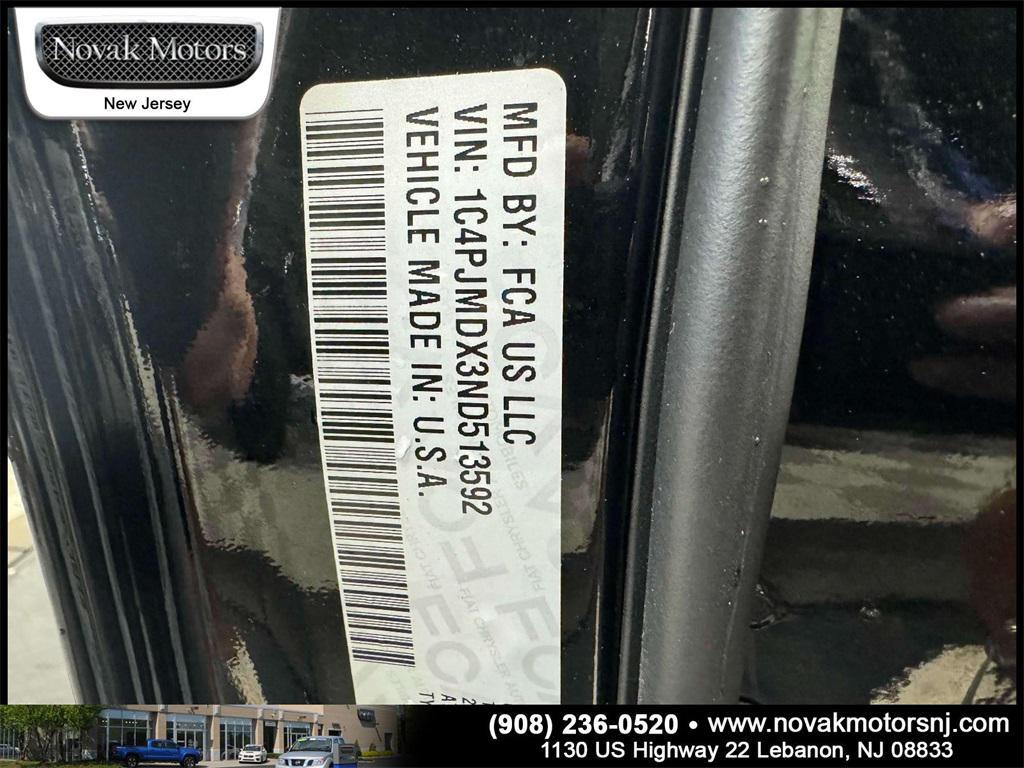 Novak Motors
New Jersey
MFD BY: FCA US LLC
VIN: 1C4PJMDX3ND513592
VEHICLE MADE IN: U.S.A.
(908) 236-0520 • www.novakmotorsnj.com
1130 US Highway 22 Lebanon, NJ 08833